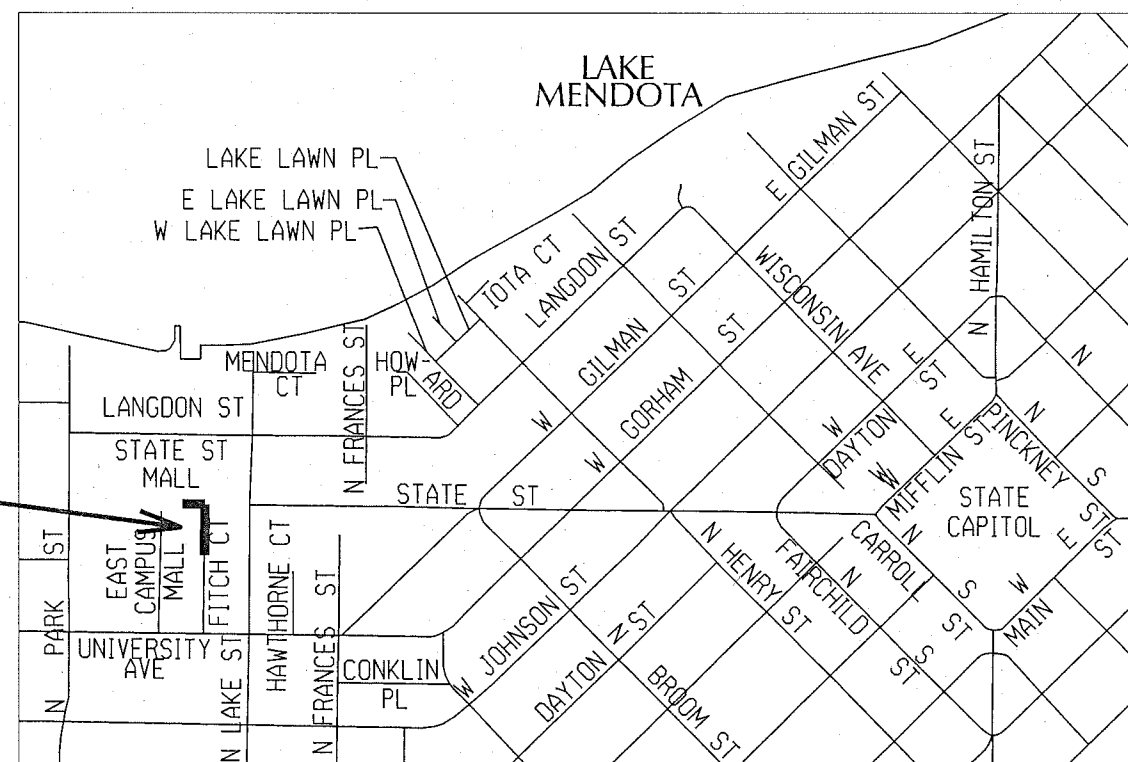 LAKE
MENDOTA
LAKE LAWN PL
E LAKE LAWN PL
W LAKE LAWN PL
IOTA CT
LANGDON ST
E GILMAN ST
N HAMILTON ST
WISCONSIN AVE
W GILMAN ST
W GORHAM ST
MENDOTA
CT
N FRANCES ST
HOW-
ARD
PL
LANGDON ST
STATE ST
MALL
STATE ST
W DAYTON ST
E
W MIFFLIN ST
E
N PINCKNEY ST
S
N
STATE
CAPITOL
N CARROLL ST
S
W MAIN ST
E
N FAIRCHILD ST
S
N HENRY ST
N PARK ST
EAST
CAMPUS
MALL
FITCH CT
HAWTHORNE CT
N FRANCES ST
N LAKE ST
UNIVERSITY
AVE
CONKLIN
PL
W JOHNSON ST
W DAYTON ST
N BROOM ST